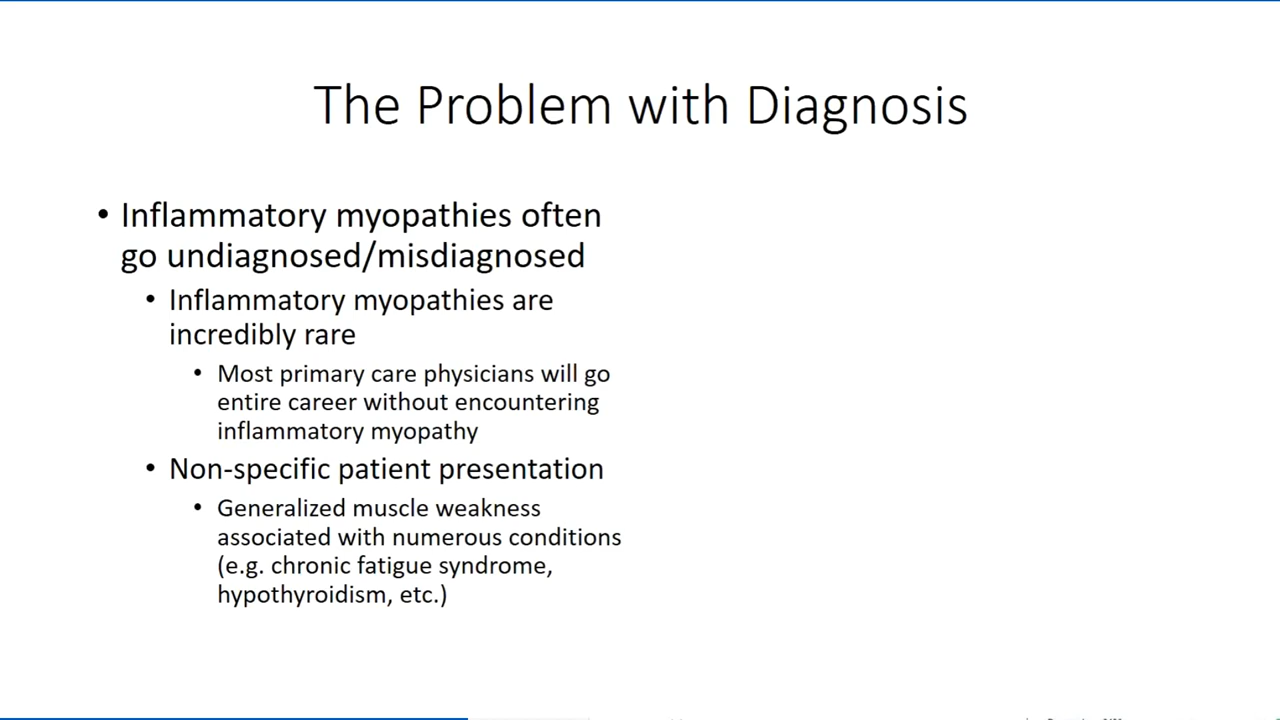 The Problem with Diagnosis
• Inflammatory myopathies often
go undiagnosed/misdiagnosed
• Inflammatory myopathies are
incredibly rare
• Most primary care physicians will go
entire career without encountering
inflammatory myopathy
• Non-specific patient presentation
• Generalized muscle weakness
associated with numerous conditions
(e.g. chronic fatigue syndrome,
hypothyroidism, etc.)